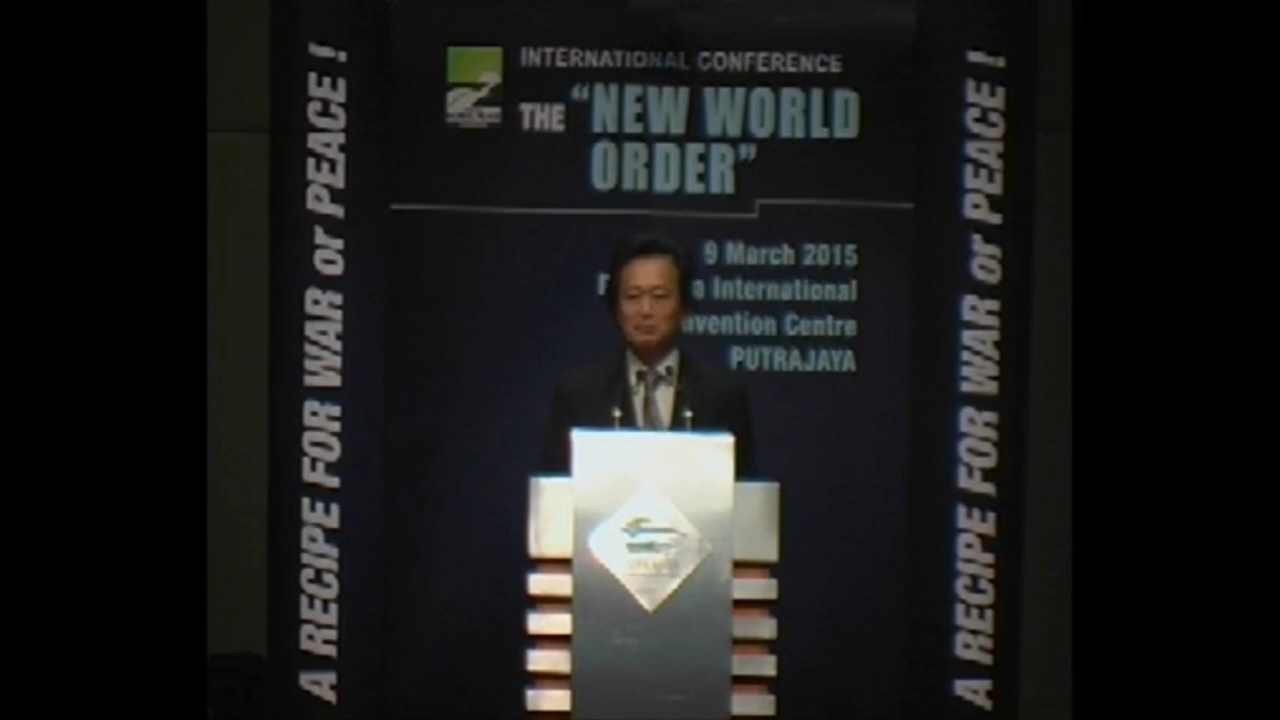 A RECIPE FOR WAR or PEACE !
INTERNATIONAL CONFERENCE
THE "NEW WORLD
ORDER"
9 March 2015
International
Centre
PUTRAJAYA
A RECIPE FOR WAR or PEACE !